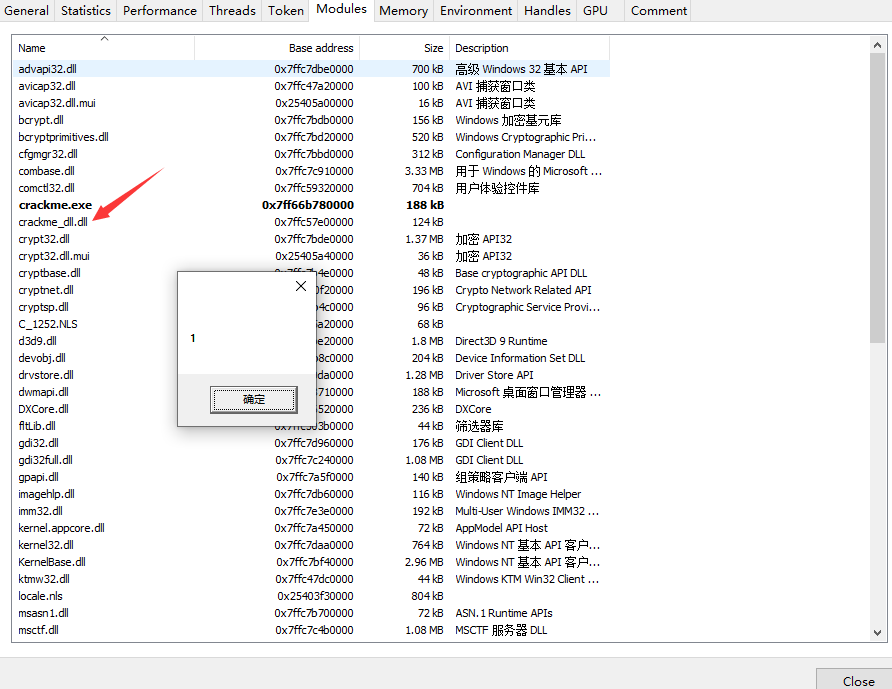 General Statistics Performance Threads Token Modules Memory Environment Handles GPU Comment
Name Base address Size Description
advapi32.dll 0x7ffc7dbe0000 700 kB 高级 Windows 32 基本 API
avicap32.dll 0x7ffc47a20000 100 kB AVI 捕获窗口类
avicap32.dll.mui 0x25405a00000 16 kB AVI 捕获窗口类
bcrypt.dll 0x7ffc7bdb0000 156 kB Windows 加密基元库
bcryptprimitives.dll 0x7ffc7bd20000 520 kB Windows Cryptographic Pri...
cfgmgr32.dll 0x7ffc7bbd0000 312 kB Configuration Manager DLL
combase.dll 0x7ffc7c910000 3.33 MB 用于 Windows 的 Microsoft ...
comctl32.dll 0x7ffc59320000 704 kB 用户体验控件库
crackme.exe 0x7ff66b780000 188 kB
crackme_dll.dll 0x7ffc57e00000 124 kB
crypt32.dll 0x7ffc7bde0000 1.37 MB 加密 API32
crypt32.dll.mui 0x25405a40000 36 kB 加密 API32
cryptbase.dll b4e0000 48 kB Base cryptographic API DLL
cryptnet.dll 0f20000 196 kB Crypto Network Related API
cryptsp.dll b4c0000 96 kB Cryptographic Service Provi...
C_1252.NLS a20000 68 kB
d3d9.dll be20000 1.8 MB Direct3D 9 Runtime
devobj.dll b8c0000 204 kB Device Information Set DLL
drvstore.dll da0000 1.28 MB Driver Store API
dwmapi.dll 710000 188 kB Microsoft 桌面窗口管理器 ...
DXCore.dll 520000 236 kB DXCore
fltLib.dll 0x7ffc503b0000 44 kB 筛选器库
gdi32.dll 0x7ffc7d960000 176 kB GDI Client DLL
gdi32full.dll 0x7ffc7c240000 1.08 MB GDI Client DLL
gpapi.dll 0x7ffc7a5f0000 140 kB 组策略客户端 API
imagehlp.dll 0x7ffc7db60000 116 kB Windows NT Image Helper
imm32.dll 0x7ffc7e3e0000 192 kB Multi-User Windows IMM32 ...
kernel.appcore.dll 0x7ffc7a450000 72 kB AppModel API Host
kernel32.dll 0x7ffc7daa0000 764 kB Windows NT 基本 API 客户...
KernelBase.dll 0x7ffc7bf40000 2.96 MB Windows NT 基本 API 客户...
ktmw32.dll 0x7ffc47dc0000 44 kB Windows KTM Win32 Client ...
locale.nls 0x25403f30000 804 kB
msasn1.dll 0x7ffc7b700000 72 kB ASN.1 Runtime APIs
msctf.dll 0x7ffc7c4b0000 1.08 MB MSCTF 服务器 DLL
1
确定
Close